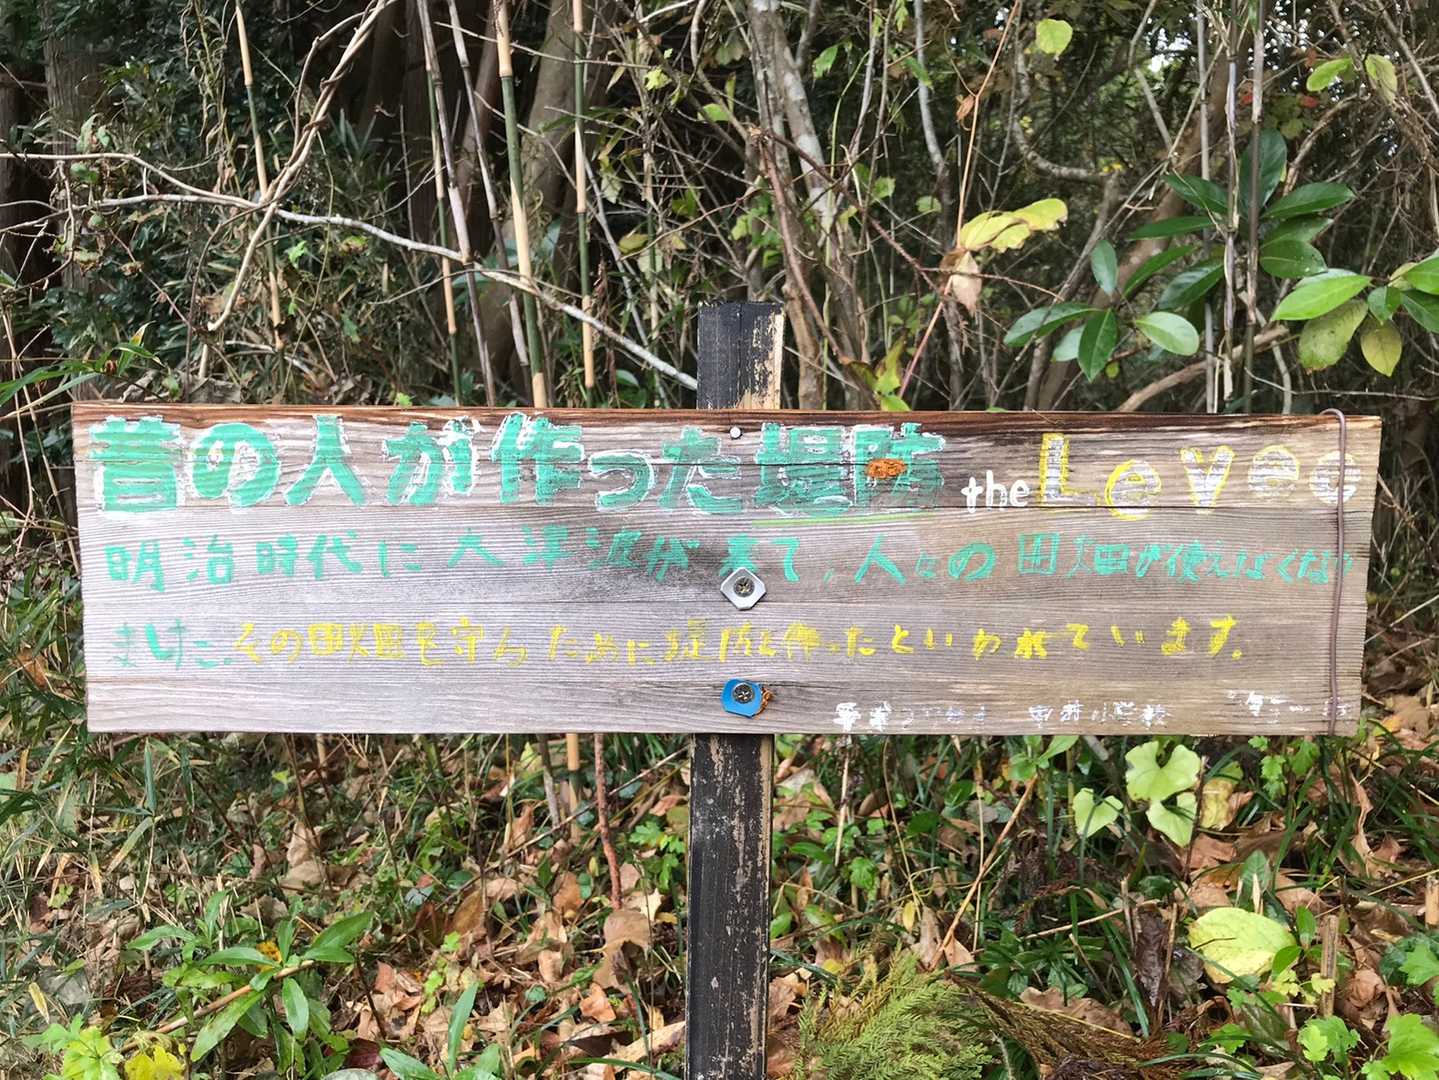 昔の人が作った堤防 the Levee
明治時代に大津波が来て、人々の田畑が使えなくなり
ました。その田畑を守るために堤防を作ったといわれています。
小学校